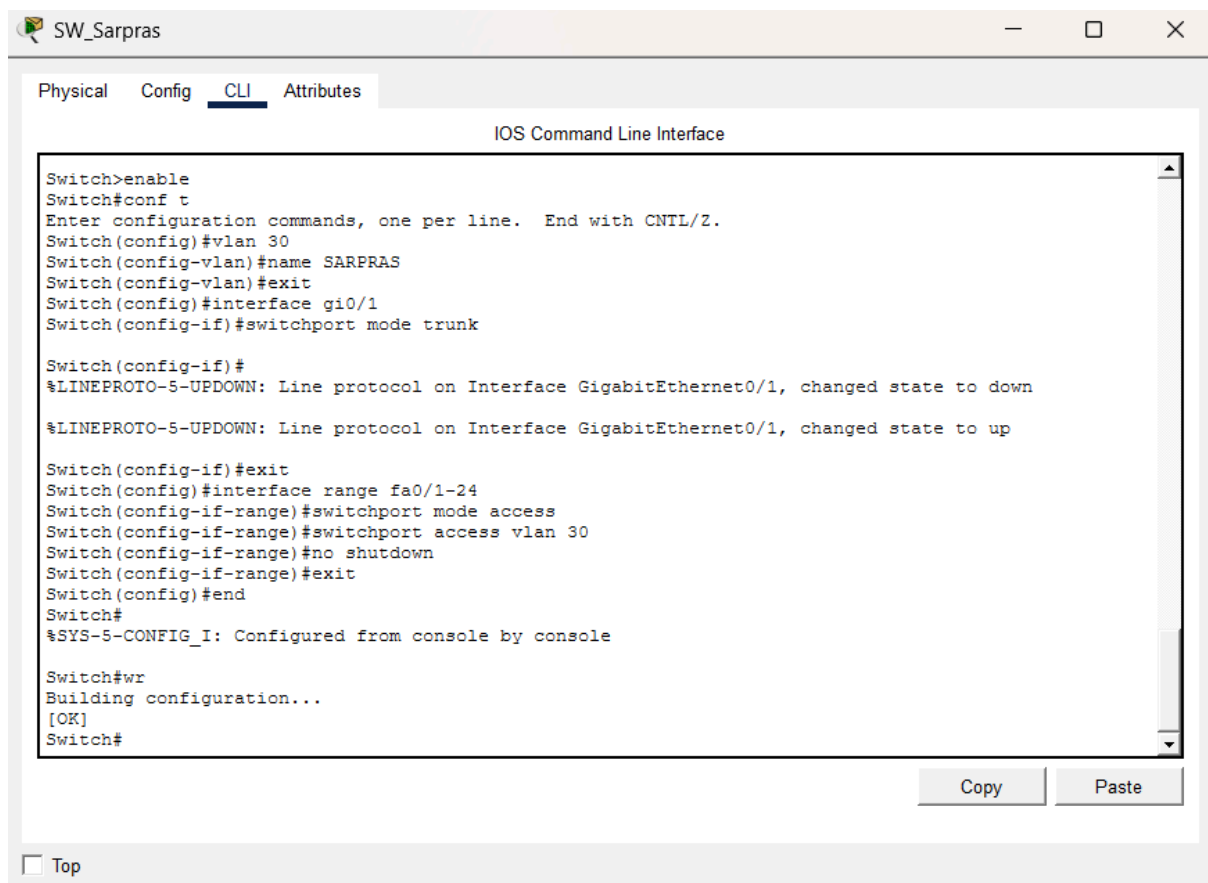 SW_Sarpras
Physical Config CLI Attributes
IOS Command Line Interface
Switch>enable
Switch#conf t
Enter configuration commands, one per line.  End with CNTL/Z.
Switch(config)#vlan 30
Switch(config-vlan)#name SARPRAS
Switch(config-vlan)#exit
Switch(config)#interface gi0/1
Switch(config-if)#switchport mode trunk
Switch(config-if)#
%LINEPROTO-5-UPDOWN: Line protocol on Interface GigabitEthernet0/1, changed state to down
%LINEPROTO-5-UPDOWN: Line protocol on Interface GigabitEthernet0/1, changed state to up
Switch(config-if)#exit
Switch(config)#interface range fa0/1-24
Switch(config-if-range)#switchport mode access
Switch(config-if-range)#switchport access vlan 30
Switch(config-if-range)#no shutdown
Switch(config-if-range)#exit
Switch(config)#end
Switch#
%SYS-5-CONFIG_I: Configured from console by console
Switch#wr
Building configuration...
[OK]
Switch#
Copy Paste
Top